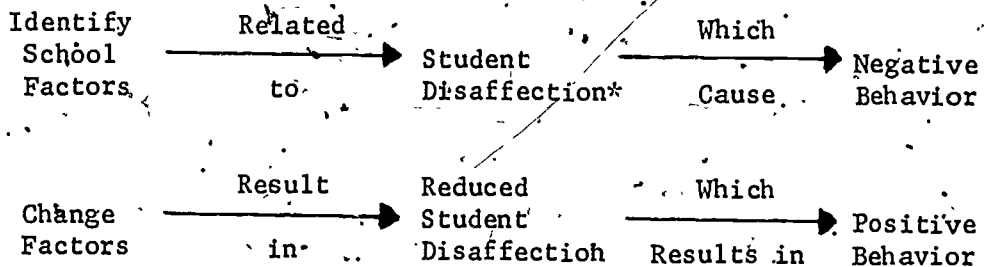 Identify
School
Factors
Related
to
Student
Disaffection*
Which
Cause
Negative
Behavior
Change
Factors
Result
in
Reduced
Student
Disaffection
Which
Results in
Positive
Behavior